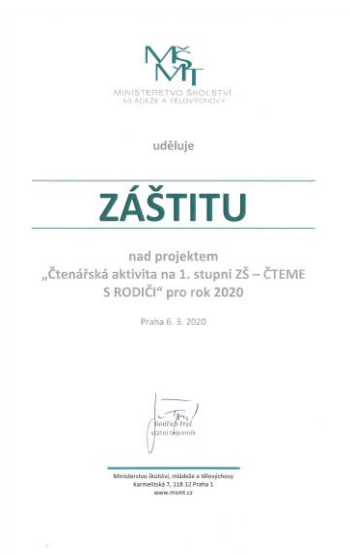 MŠMT
MINISTERSTVO ŠKOLSTVÍ,
MLÁDEŽE A TĚLOVÝCHOVY
uděluje
ZÁŠTITU
nad projektem
„Čtenářská aktivita na 1. stupni ZŠ – ČTEME
S RODIČI“ pro rok 2020
Praha 6. 3. 2020
Jindřich Fryč
státní tajemník
Ministerstvo školství, mládeže a tělovýchovy
Karmelitská 7, 118 12 Praha 1
www.msmt.cz